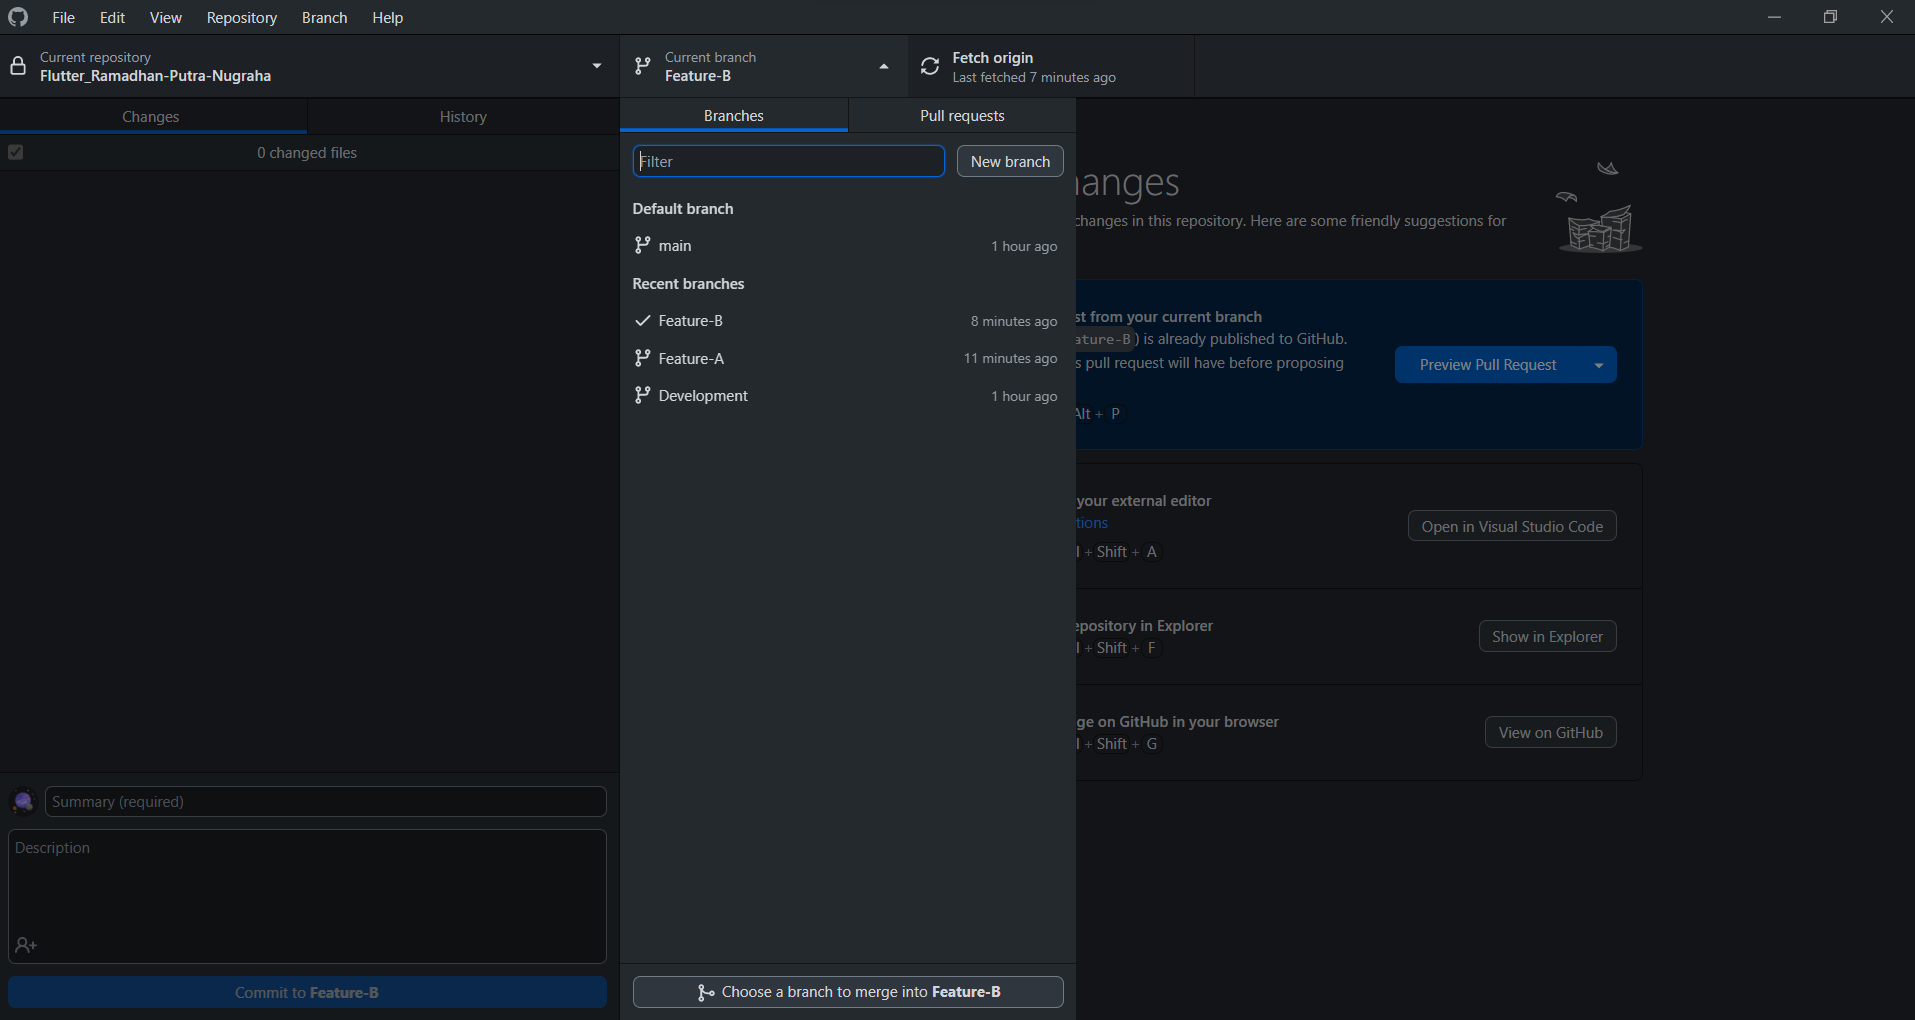 File Edit View Repository Branch Help
Current repository
Flutter_Ramadhan-Putra-Nugraha
Current branch
Feature-B
Fetch origin
Last fetched 7 minutes ago
Changes History
0 changed files
Branches Pull requests
Filter
New branch
Default branch
main 1 hour ago
Recent branches
Feature-B 8 minutes ago
Feature-A 11 minutes ago
Development 1 hour ago
Choose a branch to merge into Feature-B
anges
changes in this repository. Here are some friendly suggestions for
st from your current branch
ature-B) is already published to GitHub.
s pull request will have before proposing
Alt + P
Preview Pull Request
your external editor
tions
+ Shift + A
Open in Visual Studio Code
epository in Explorer
+ Shift + F
Show in Explorer
ge on GitHub in your browser
+ Shift + G
View on GitHub
Summary (required)
Description
Commit to Feature-B